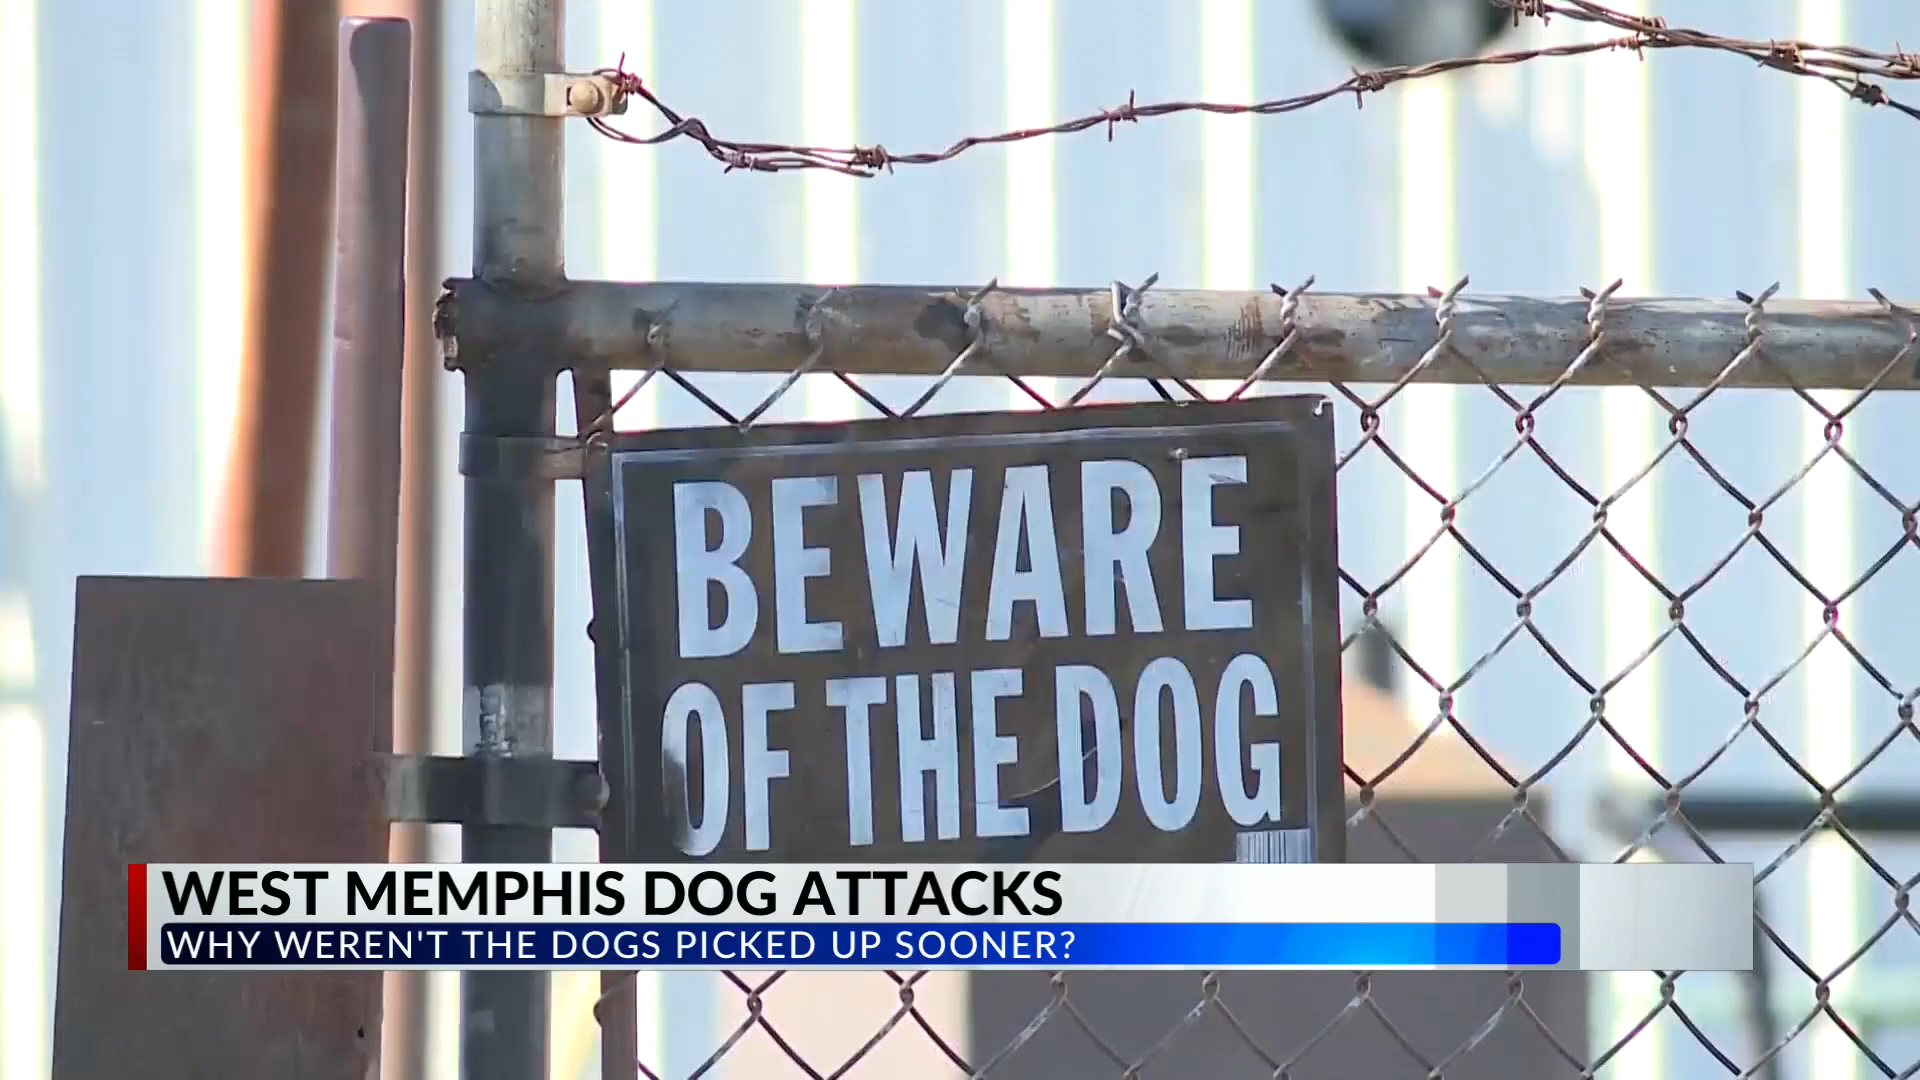 BEWARE
OF THE DOG
WEST MEMPHIS DOG ATTACKS
WHY WEREN'T THE DOGS PICKED UP SOONER?